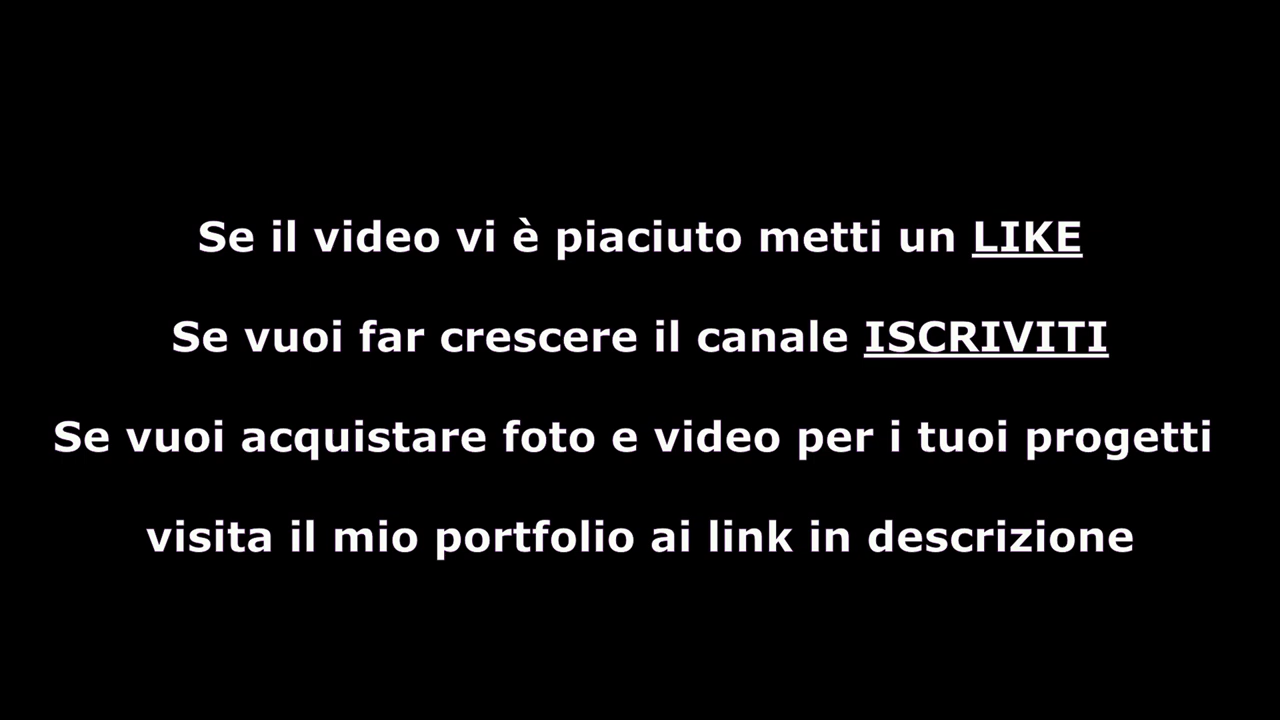 Se il video vi è piaciuto metti un LIKE
Se vuoi far crescere il canale ISCRIVITI
Se vuoi acquistare foto e video per i tuoi progetti
visita il mio portfolio ai link in descrizione